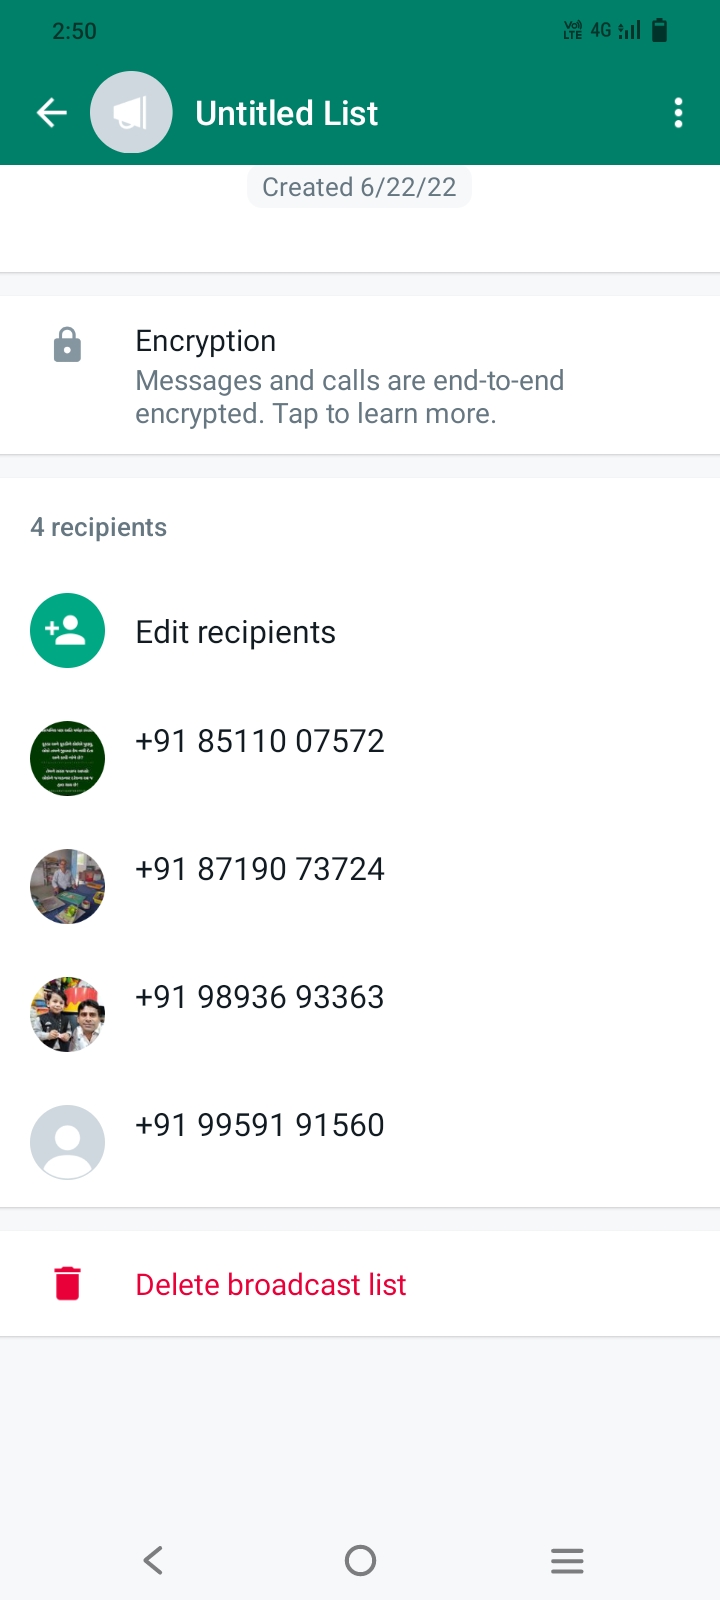 2:50
Vo))
LTE 4G
Untitled List
Created 6/22/22
Encryption
Messages and calls are end-to-end
encrypted. Tap to learn more.
4 recipients
Edit recipients
+91 85110 07572
+91 87190 73724
+91 98936 93363
+91 99591 91560
Delete broadcast list